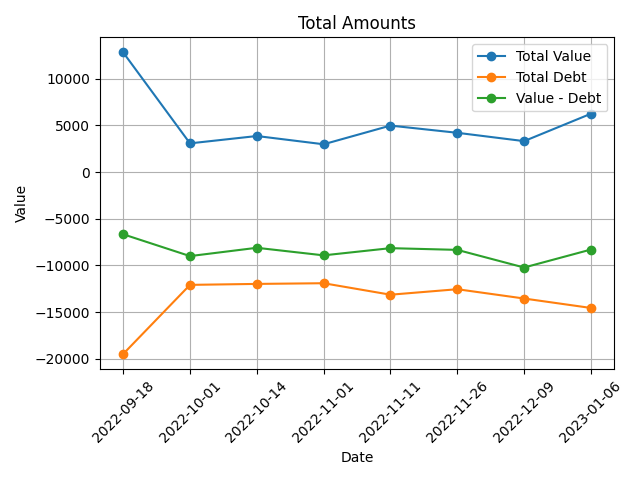 Total Amounts
Total Value
Total Debt
Value - Debt
10000
5000
0
−5000
−10000
−15000
−20000
Value
2022-09-18
2022-10-01
2022-10-14
2022-11-01
2022-11-11
2022-11-26
2022-12-09
2023-01-06
Date